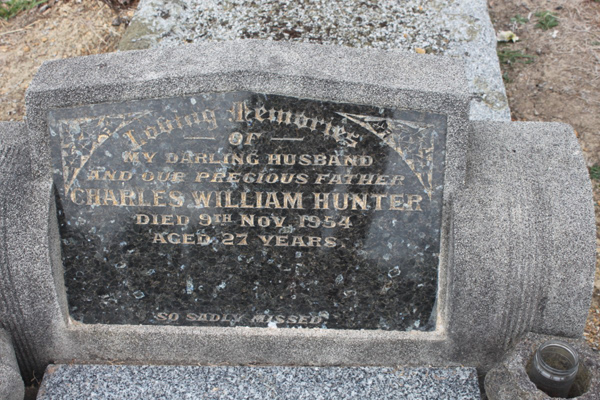 Loving Memories
— OF —
MY DARLING HUSBAND
AND OUR PRECIOUS FATHER
CHARLES WILLIAM HUNTER
DIED 9TH NOV. 1954
AGED 27 YEARS.
SO SADLY MISSED